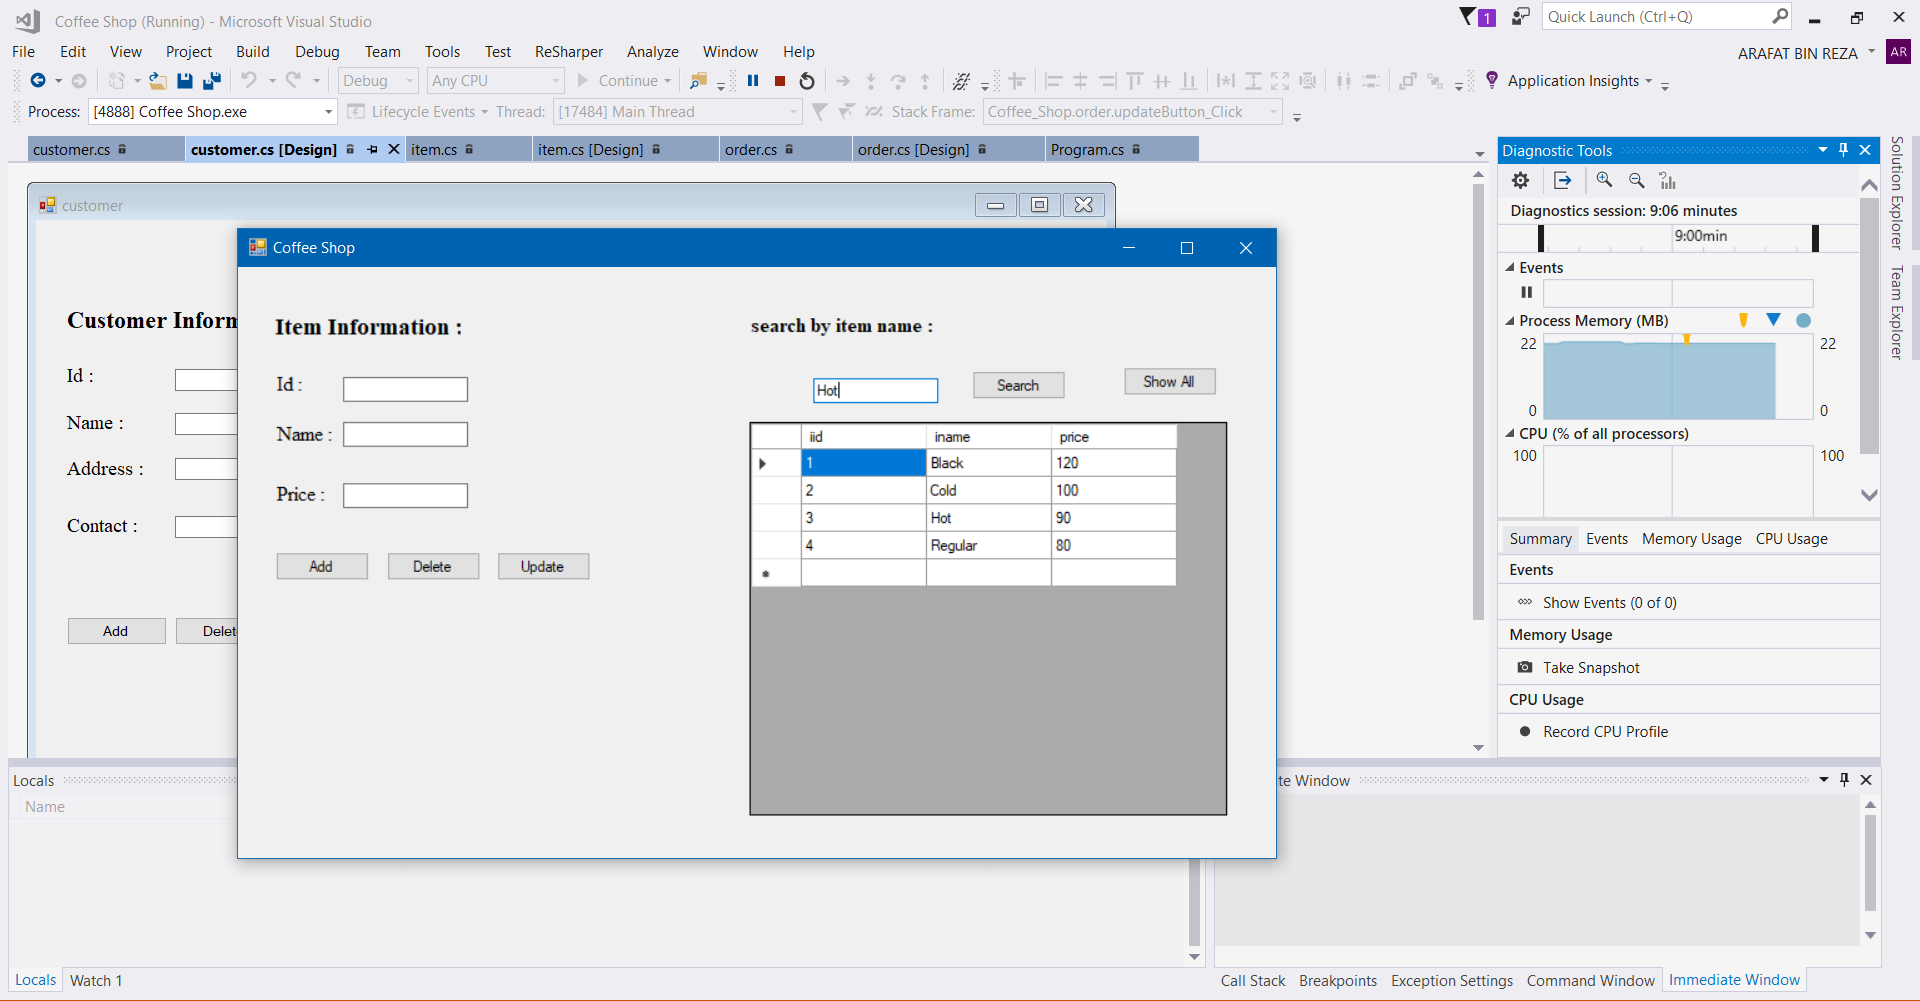 Coffee Shop (Running) - Microsoft Visual Studio
1
Quick Launch (Ctrl+Q)
File Edit View Project Build Debug Team Tools Test ReSharper Analyze Window Help
ARAFAT BIN REZA AR
Debug Any CPU Continue Application Insights
Process: [4888] Coffee Shop.exe Lifecycle Events Thread: [17484] Main Thread Stack Frame: Coffee_Shop.order.updateButton_Click
customer.cs customer.cs [Design] item.cs item.cs [Design] order.cs order.cs [Design] Program.cs
customer
Customer Inform
Id :
Name :
Address :
Contact :
Add Delet
Coffee Shop
Item Information :
Id :
Name :
Price :
Add Delete Update
search by item name :
Hot Search Show All
iid iname price
1 Black 120
2 Cold 100
3 Hot 90
4 Regular 80
Diagnostic Tools
Diagnostics session: 9:06 minutes
9:00min
Events
Process Memory (MB)
22 22
0 0
CPU (% of all processors)
100 100
Summary Events Memory Usage CPU Usage
Events
Show Events (0 of 0)
Memory Usage
Take Snapshot
CPU Usage
Record CPU Profile
Solution Explorer
Team Explorer
Locals
Name
Locals Watch 1
te Window
Call Stack Breakpoints Exception Settings Command Window Immediate Window